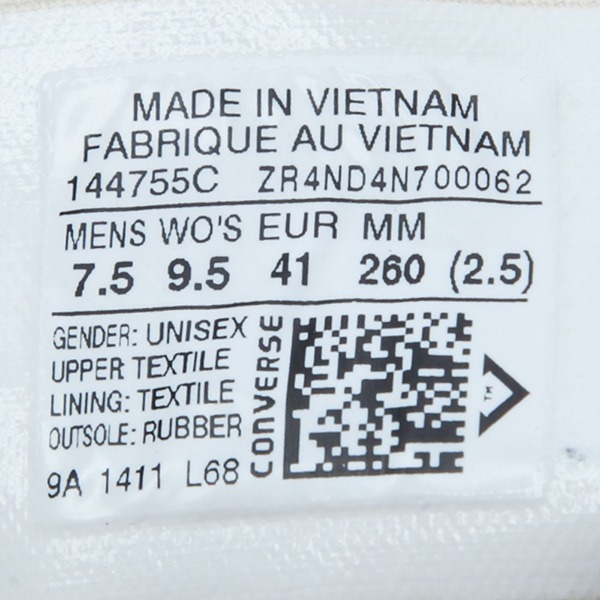 MADE IN VIETNAM
FABRIQUE AU VIETNAM
144755C ZR4ND4N700062
MENS WO'S EUR MM
7.5 9.5 41 260 (2.5)
GENDER: UNISEX
UPPER TEXTILE
LINING: TEXTILE
OUTSOLE: RUBBER
9A 1411 L68
CONVERSE
TM